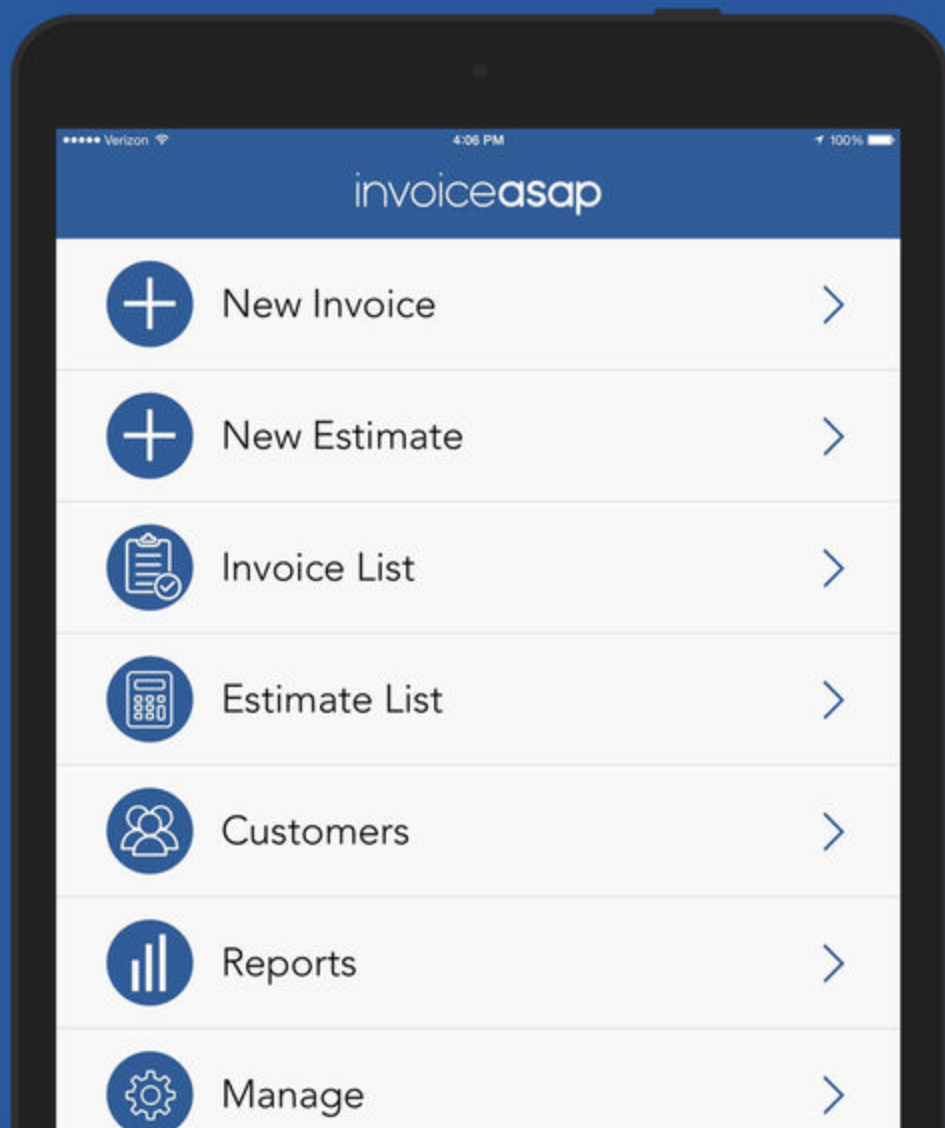 Verizon
4:06 PM
100%
invoiceasap
New Invoice
New Estimate
Invoice List
Estimate List
Customers
Reports
Manage